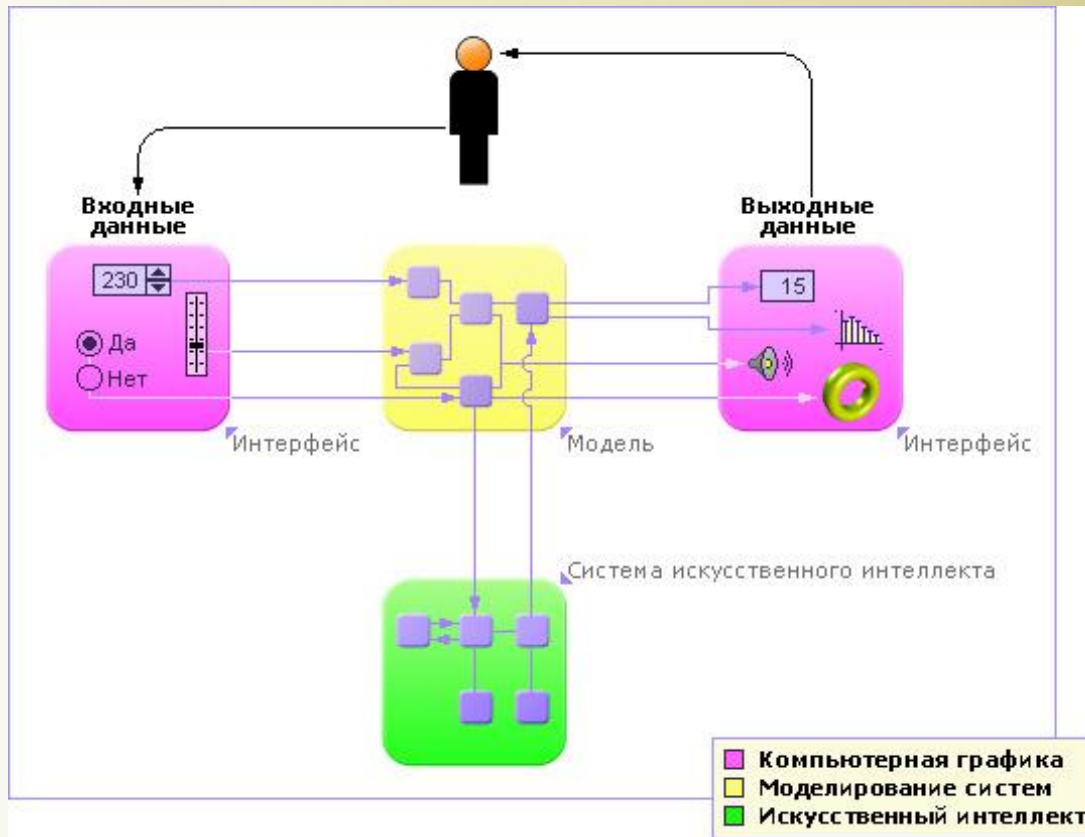 Входные
данные
Выходные
данные
230
15
Да
Нет
Интерфейс
Модель
Интерфейс
Система искусственного интеллекта
Компьютерная графика
Моделирование систем
Искусственный интеллект